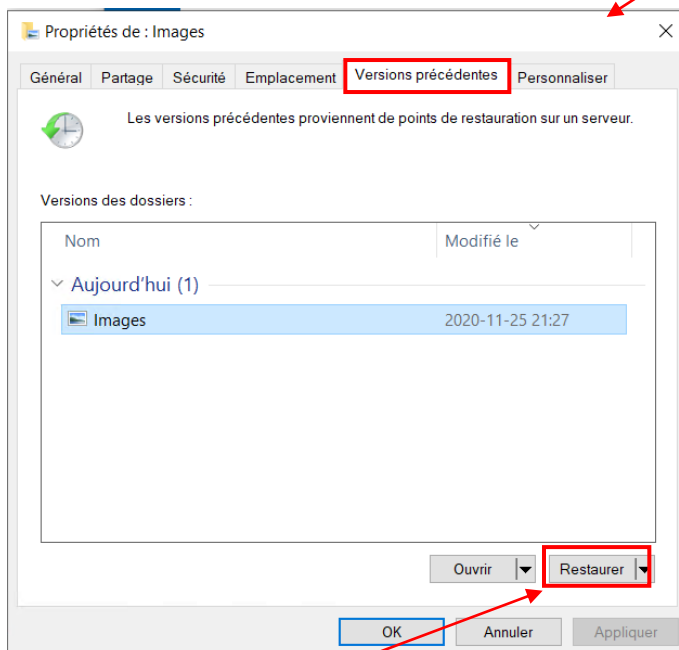 Propriétés de : Images
Général Partage Sécurité Emplacement Versions précédentes Personnaliser
Les versions précédentes proviennent de points de restauration sur un serveur.
Versions des dossiers :
Nom Modifié le
Aujourd'hui (1)
Images 2020-11-25 21:27
Ouvrir Restaurer
OK Annuler Appliquer